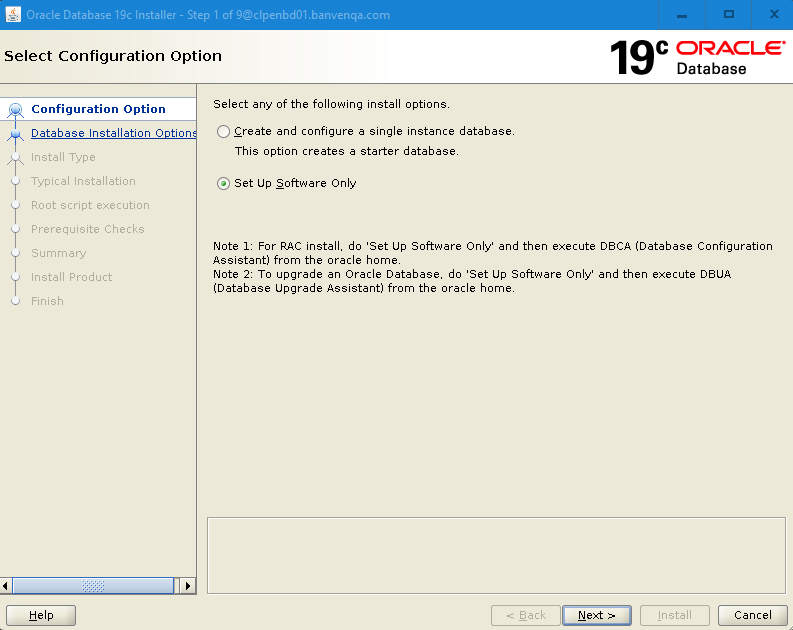 Oracle Database 19c Installer - Step 1 of 9@clpenbd01.banvenqa.com
Select Configuration Option
19c ORACLE®
Database
Configuration Option
Database Installation Options
Install Type
Typical Installation
Root script execution
Prerequisite Checks
Summary
Install Product
Finish
Select any of the following install options.
Create and configure a single instance database.
This option creates a starter database.
Set Up Software Only
Note 1: For RAC install, do 'Set Up Software Only' and then execute DBCA (Database Configuration
Assistant) from the oracle home.
Note 2: To upgrade an Oracle Database, do 'Set Up Software Only' and then execute DBUA
(Database Upgrade Assistant) from the oracle home.
Help
< Back
Next >
Install
Cancel